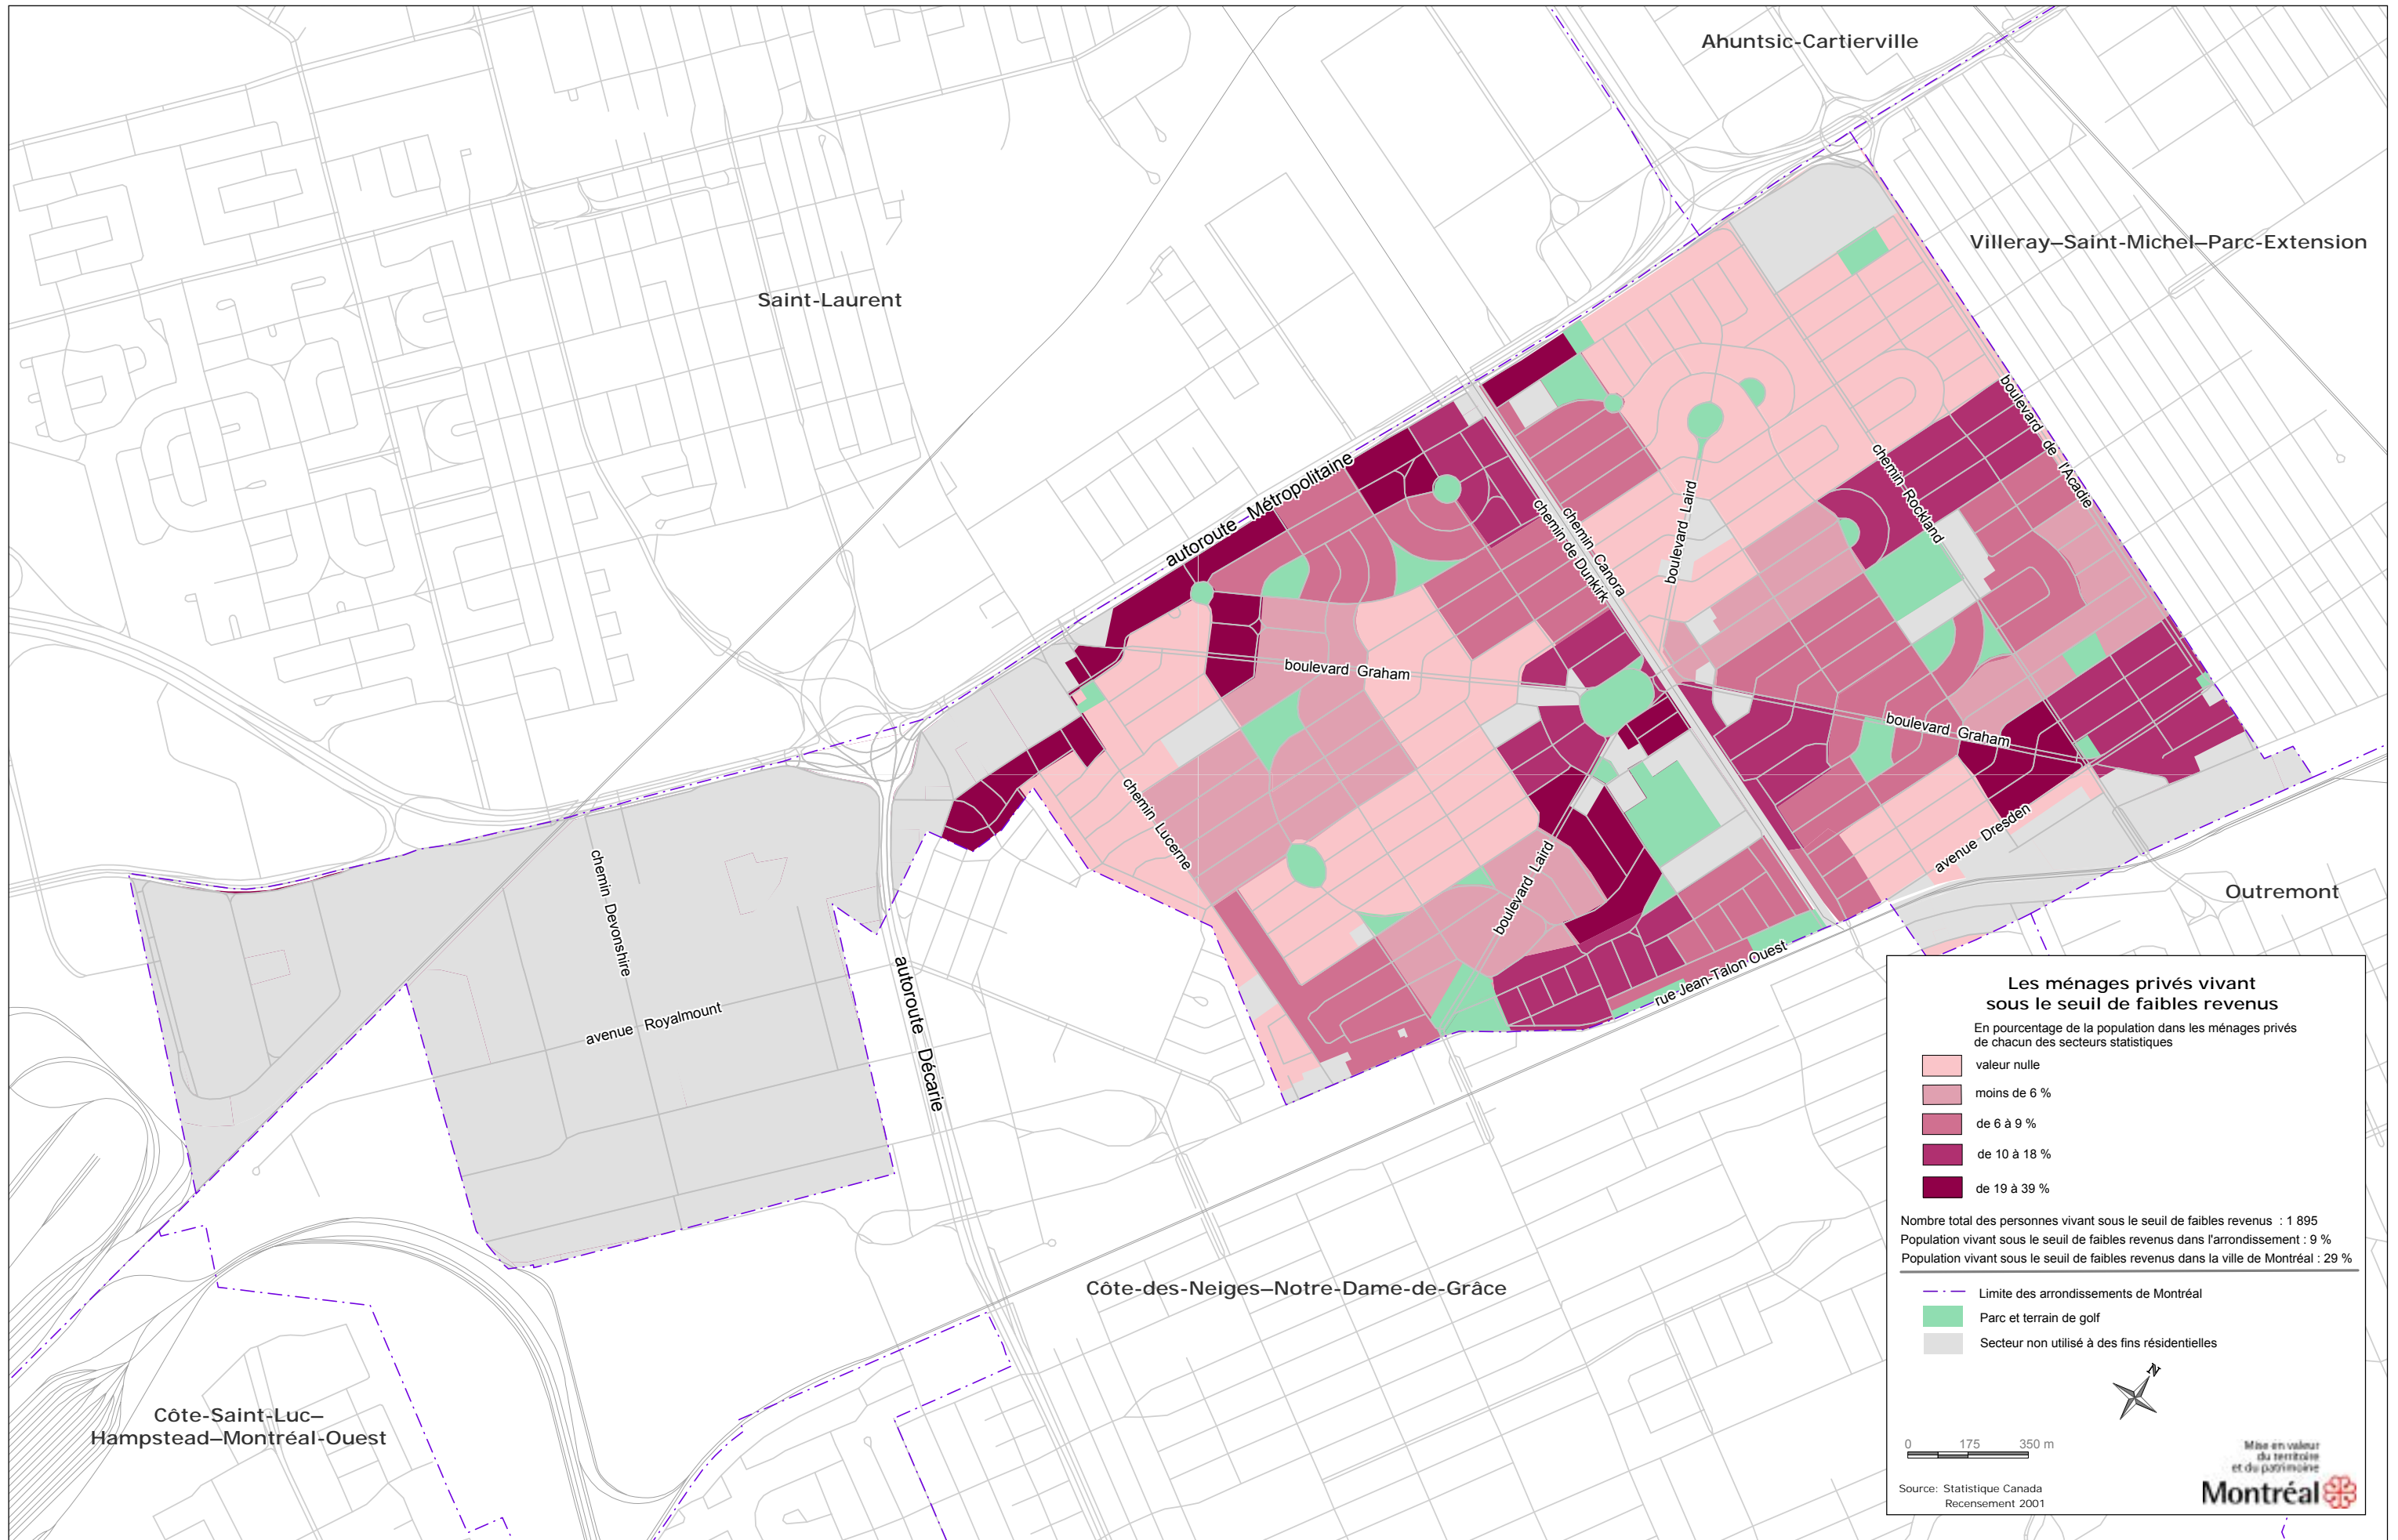 Ahuntsic-Cartierville
Villeray–Saint-Michel–Parc-Extension
Saint-Laurent
boulevard de l'Acadie
chemin Rockland
autoroute Métropolitaine
boulevard Laird
chemin Canora
chemin de Dunkirk
boulevard Graham
boulevard Graham
chemin Lucerne
avenue Dresden
boulevard Laird
chemin Devonshire
Outremont
rue Jean-Talon Ouest
avenue Royalmount
autoroute Décarie
Côte-des-Neiges–Notre-Dame-de-Grâce
Côte-Saint-Luc–
Hampstead–Montréal-Ouest
Les ménages privés vivant
sous le seuil de faibles revenus
En pourcentage de la population dans les ménages privés
de chacun des secteurs statistiques
valeur nulle
moins de 6 %
de 6 à 9 %
de 10 à 18 %
de 19 à 39 %
Nombre total des personnes vivant sous le seuil de faibles revenus : 1 895
Population vivant sous le seuil de faibles revenus dans l'arrondissement : 9 %
Population vivant sous le seuil de faibles revenus dans la ville de Montréal : 29 %
Limite des arrondissements de Montréal
Parc et terrain de golf
Secteur non utilisé à des fins résidentielles
N
0 175 350 m
Mise en valeur
du territoire
et du patrimoine
Montréal
Source: Statistique Canada
Recensement 2001